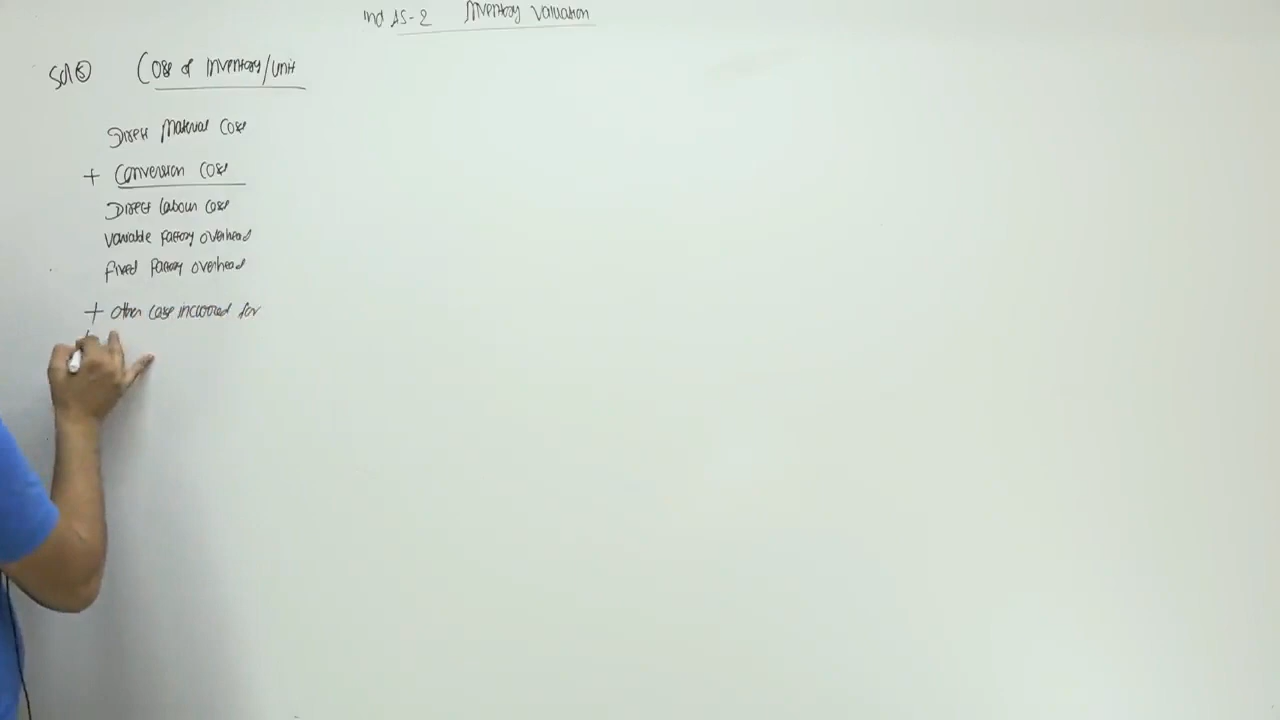 Ind AS-2 Inventory Valuation
Sol 5 Cost of Inventory/unit
Direct Material Cost
+ Conversion Cost
Direct labour cost
Variable factory overhead
fixed factory overhead
+ other cost incurred for